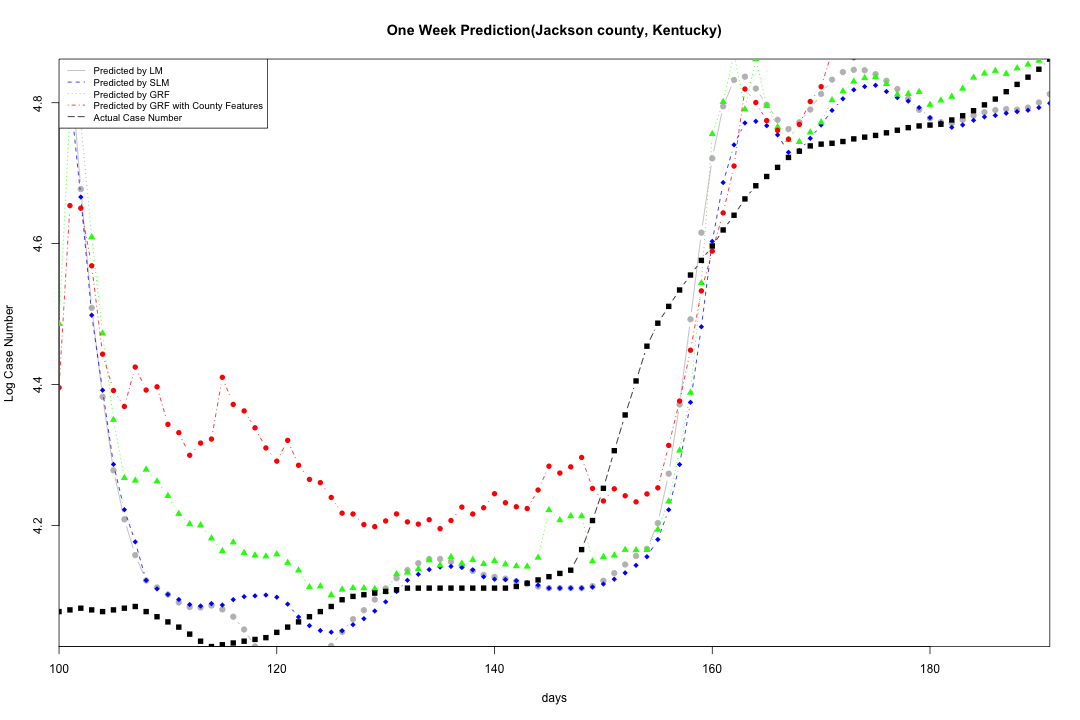 One Week Prediction(Jackson county, Kentucky)
Predicted by LM
Predicted by SLM
Predicted by GRF
Predicted by GRF with County Features
Actual Case Number
Log Case Number
4.8
4.6
4.4
4.2
100 120 140 160 180
days